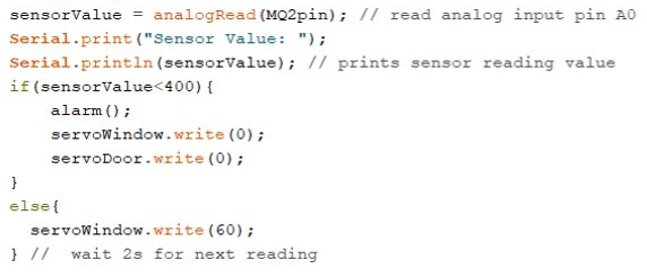 sensorValue = analogRead(MQ2pin); // read analog input pin A0
Serial.print("Sensor Value: ");
Serial.println(sensorValue); // prints sensor reading value
if(sensorValue<400){
    alarm();
    servoWindow.write(0);
    servoDoor.write(0);
}
else{
  servoWindow.write(60);
} //  wait 2s for next reading